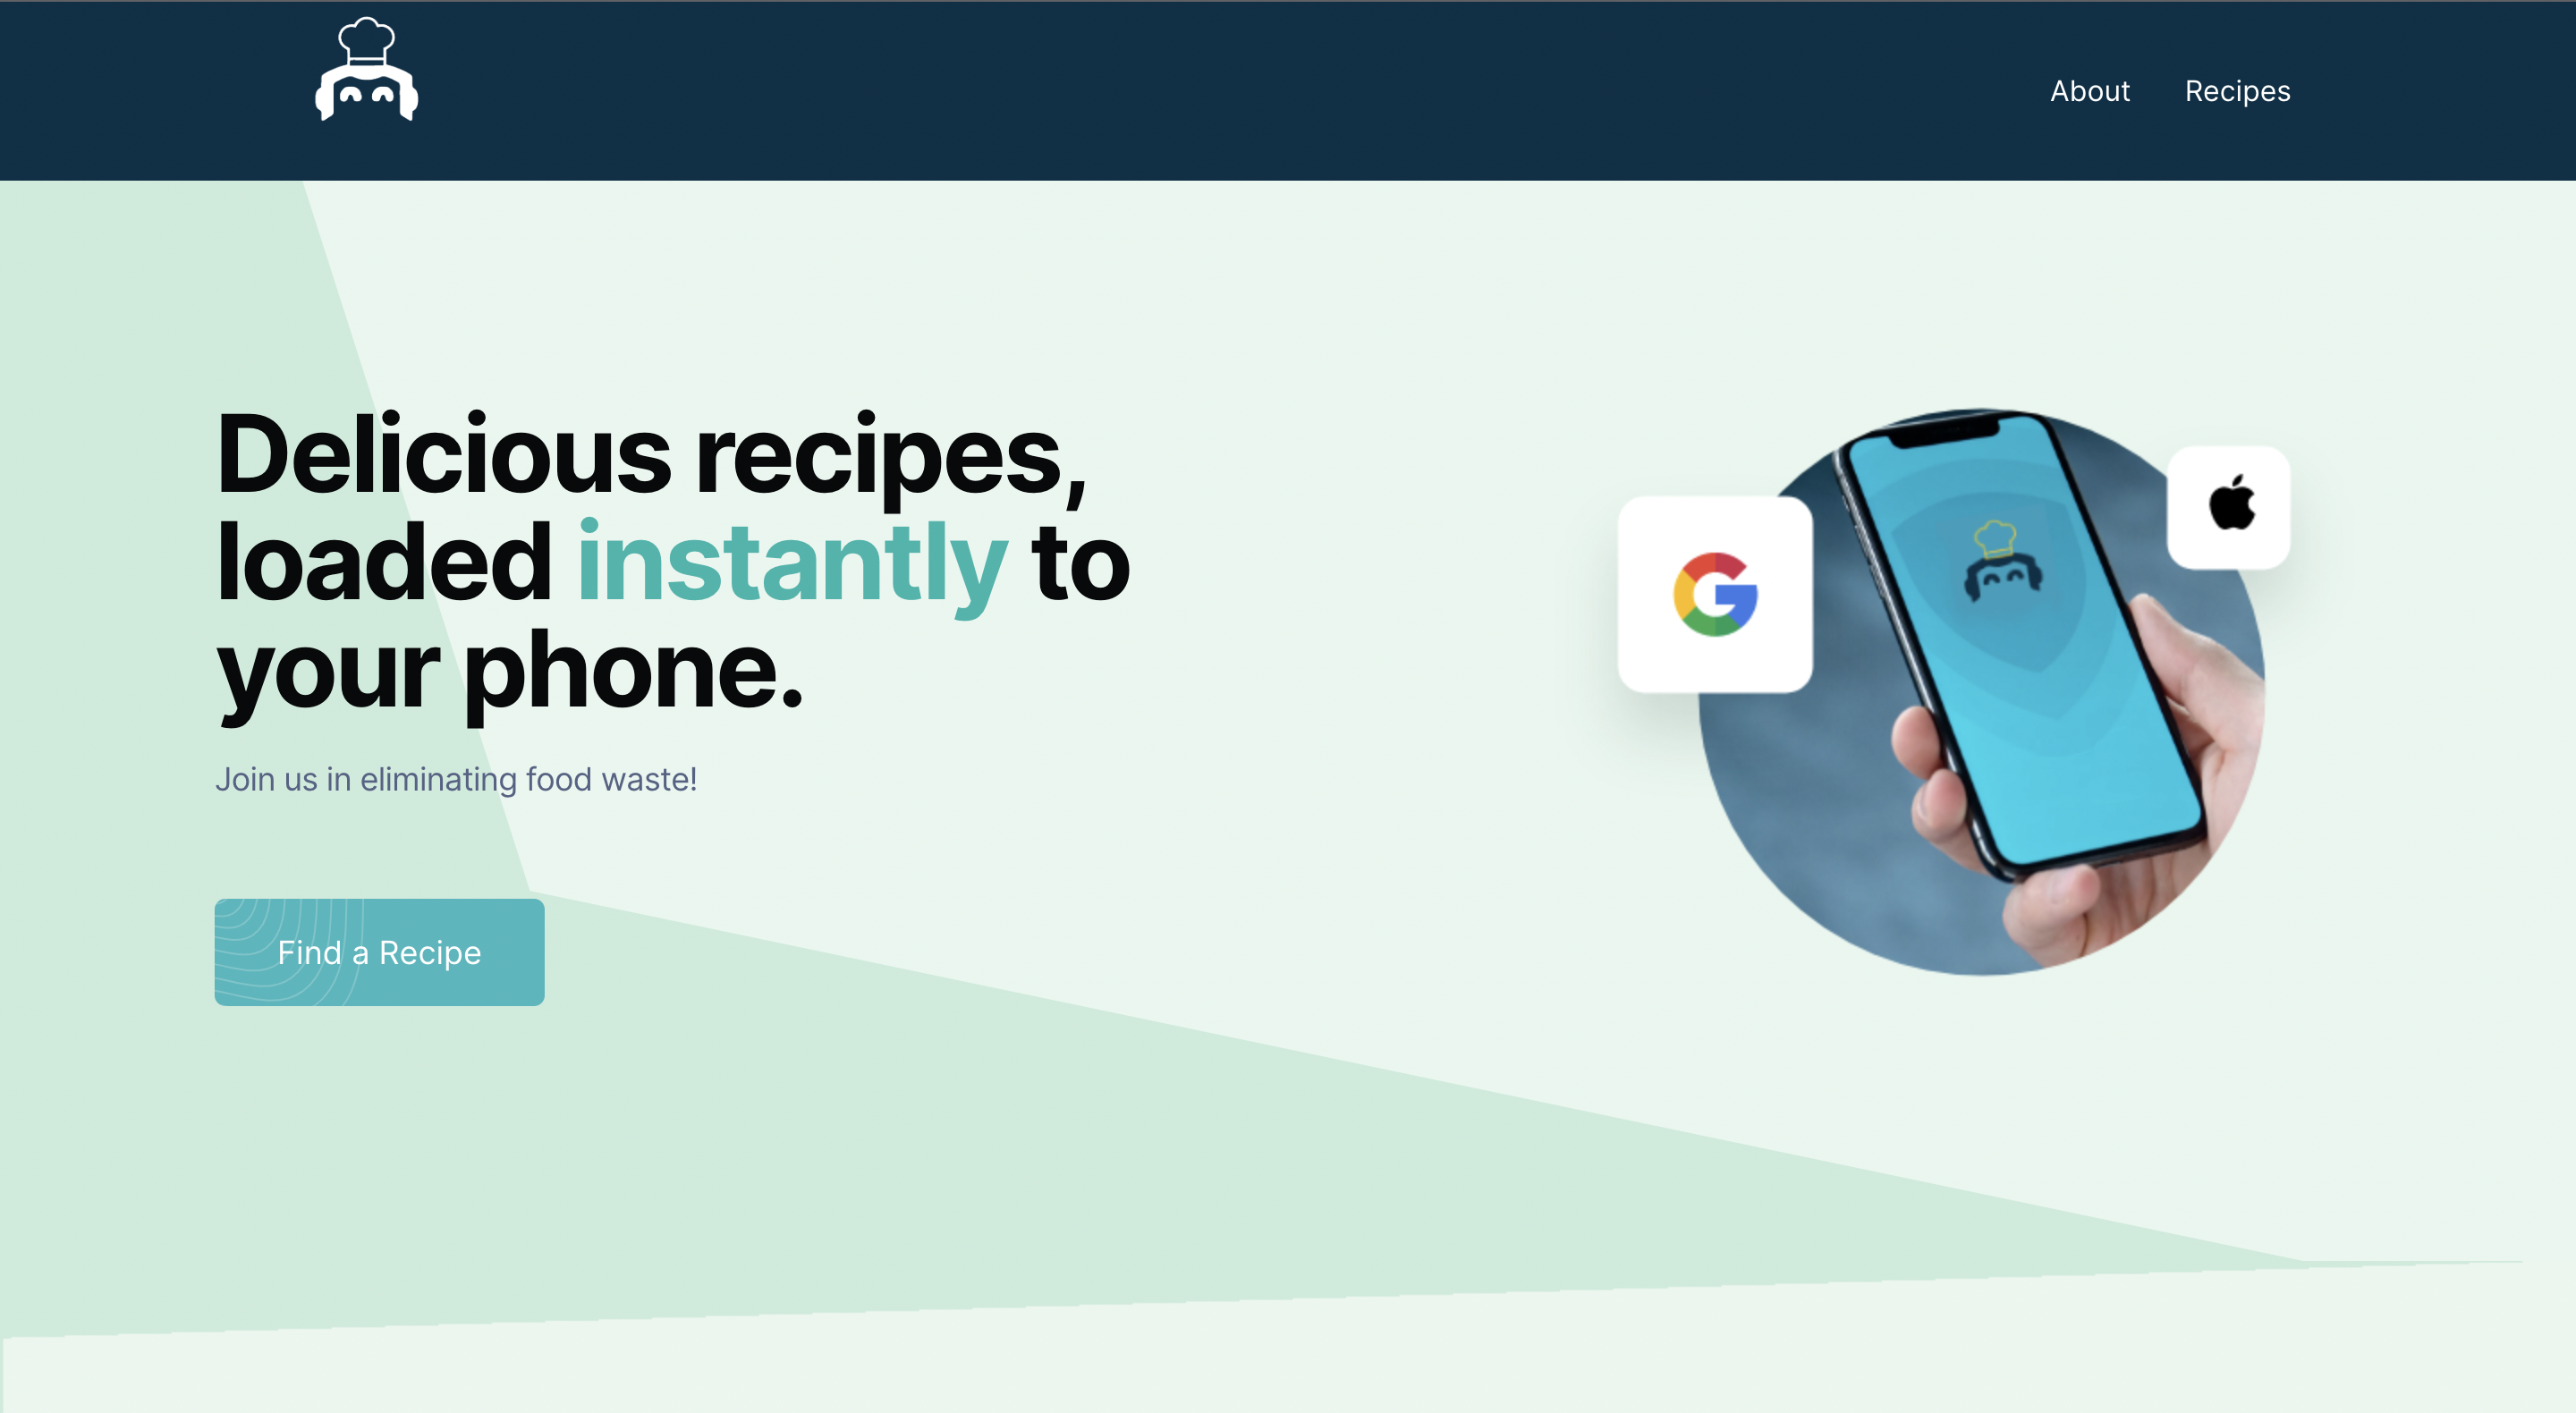 About Recipes
Delicious recipes,
loaded instantly to
your phone.
Join us in eliminating food waste!
Find a Recipe